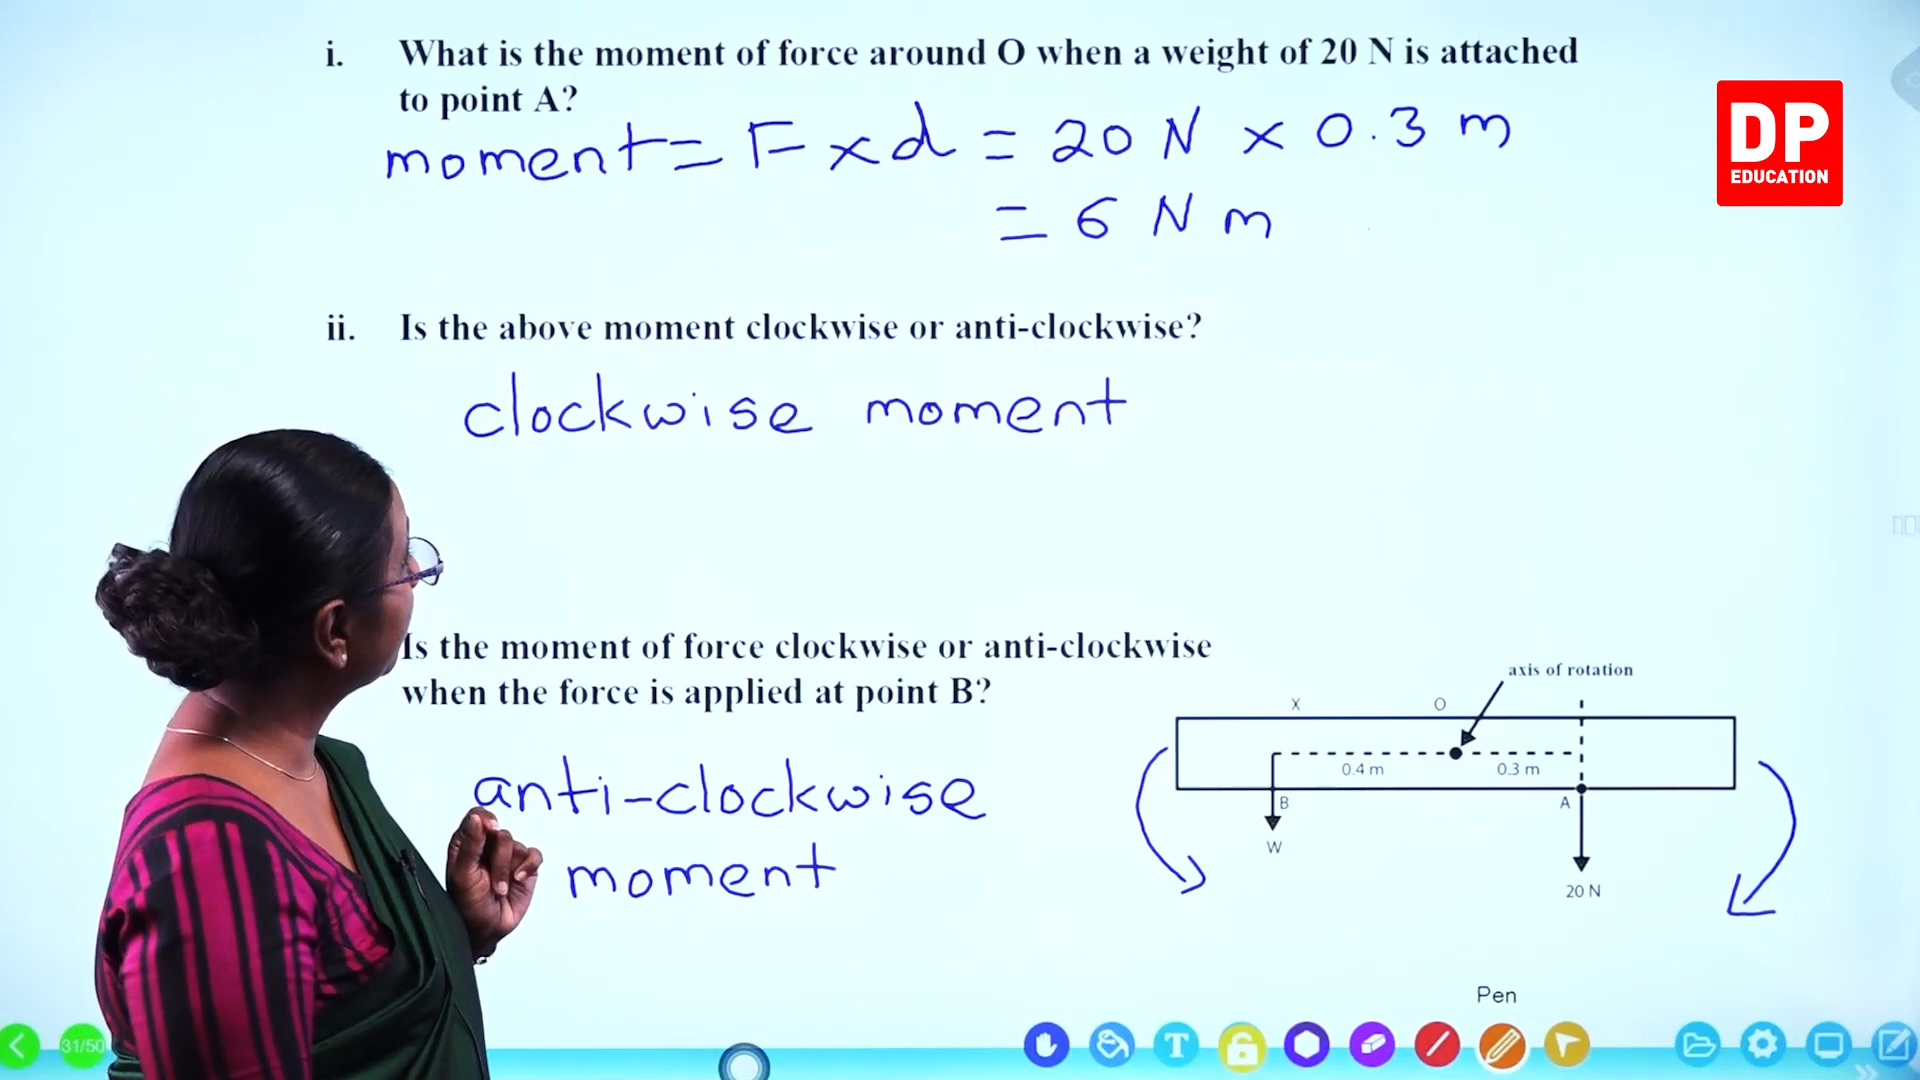 i. What is the moment of force around O when a weight of 20 N is attached
to point A?
moment = F x d = 20 N x 0.3 m
= 6 N m
DP
EDUCATION
ii. Is the above moment clockwise or anti-clockwise?
clockwise moment
Is the moment of force clockwise or anti-clockwise
when the force is applied at point B?
anti-clockwise
moment
axis of rotation
X O
0.4 m 0.3 m
B A
W
20 N
Pen
31/50
T